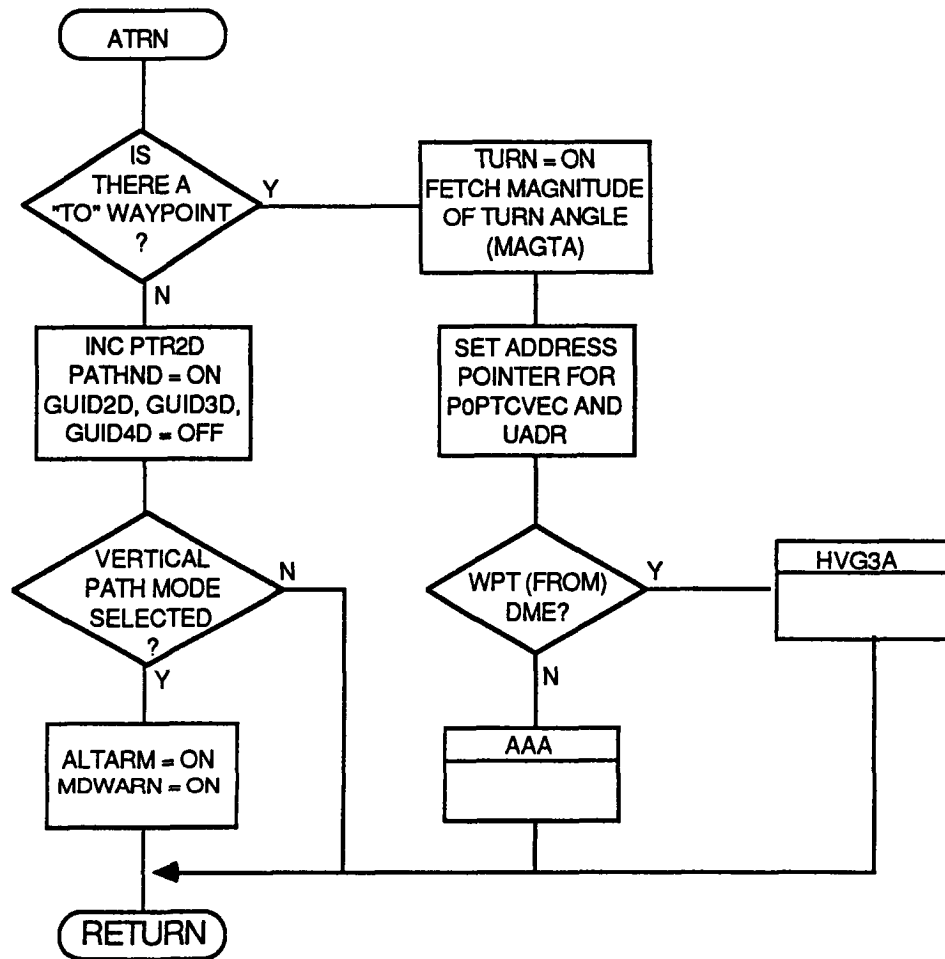 ATRN
IS
THERE A
"TO" WAYPOINT
?
Y
N
TURN = ON
FETCH MAGNITUDE
OF TURN ANGLE
(MAGTA)
INC PTR2D
PATHND = ON
GUID2D, GUID3D,
GUID4D = OFF
SET ADDRESS
POINTER FOR
P0PTCVEC AND
UADR
VERTICAL
PATH MODE
SELECTED
?
N
Y
WPT (FROM)
DME?
Y
N
HVG3A
ALTARM = ON
MDWARN = ON
AAA
RETURN